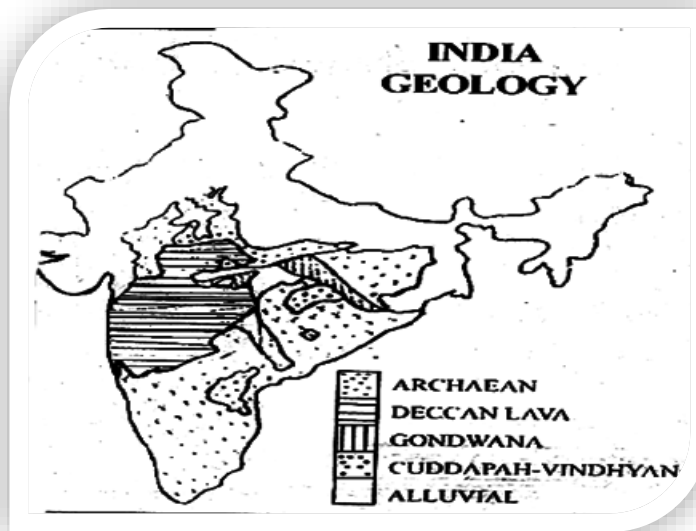 INDIA
GEOLOGY
ARCHAEAN
DECCAN LAVA
GONDWANA
CUDDAPAH-VINDHYAN
ALLUVIAL